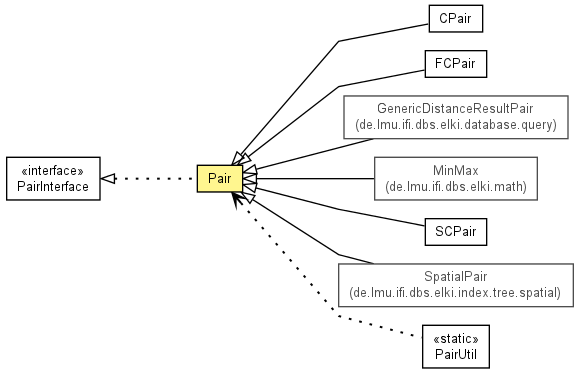 CPair
FCPair
GenericDistanceResultPair
(de.lmu.ifi.dbs.elki.database.query)
«interface»
PairInterface
Pair
MinMax
(de.lmu.ifi.dbs.elki.math)
SCPair
SpatialPair
(de.lmu.ifi.dbs.elki.index.tree.spatial)
«static»
PairUtil